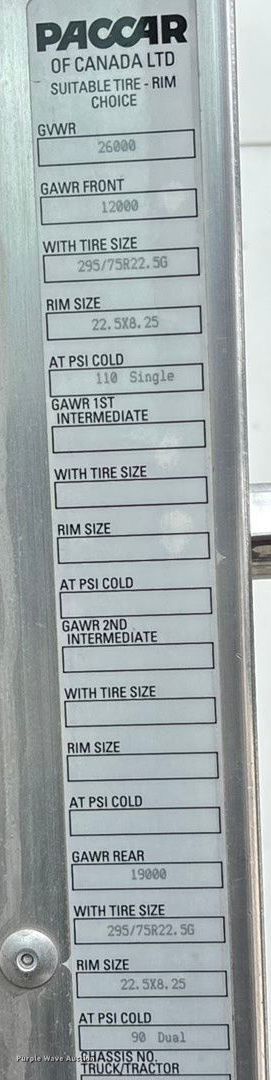 PACCAR
OF CANADA LTD
SUITABLE TIRE - RIM
CHOICE
GVWR
26000
GAWR FRONT
12000
WITH TIRE SIZE
295/75R22.5G
RIM SIZE
22.5X8.25
AT PSI COLD
110 Single
GAWR 1ST
INTERMEDIATE
WITH TIRE SIZE
RIM SIZE
AT PSI COLD
GAWR 2ND
INTERMEDIATE
WITH TIRE SIZE
RIM SIZE
AT PSI COLD
GAWR REAR
19000
WITH TIRE SIZE
295/75R22.5G
RIM SIZE
22.5X8.25
AT PSI COLD
90 Dual
Purple Wave Auction
CHASSIS NO.
TRUCK/TRACTOR